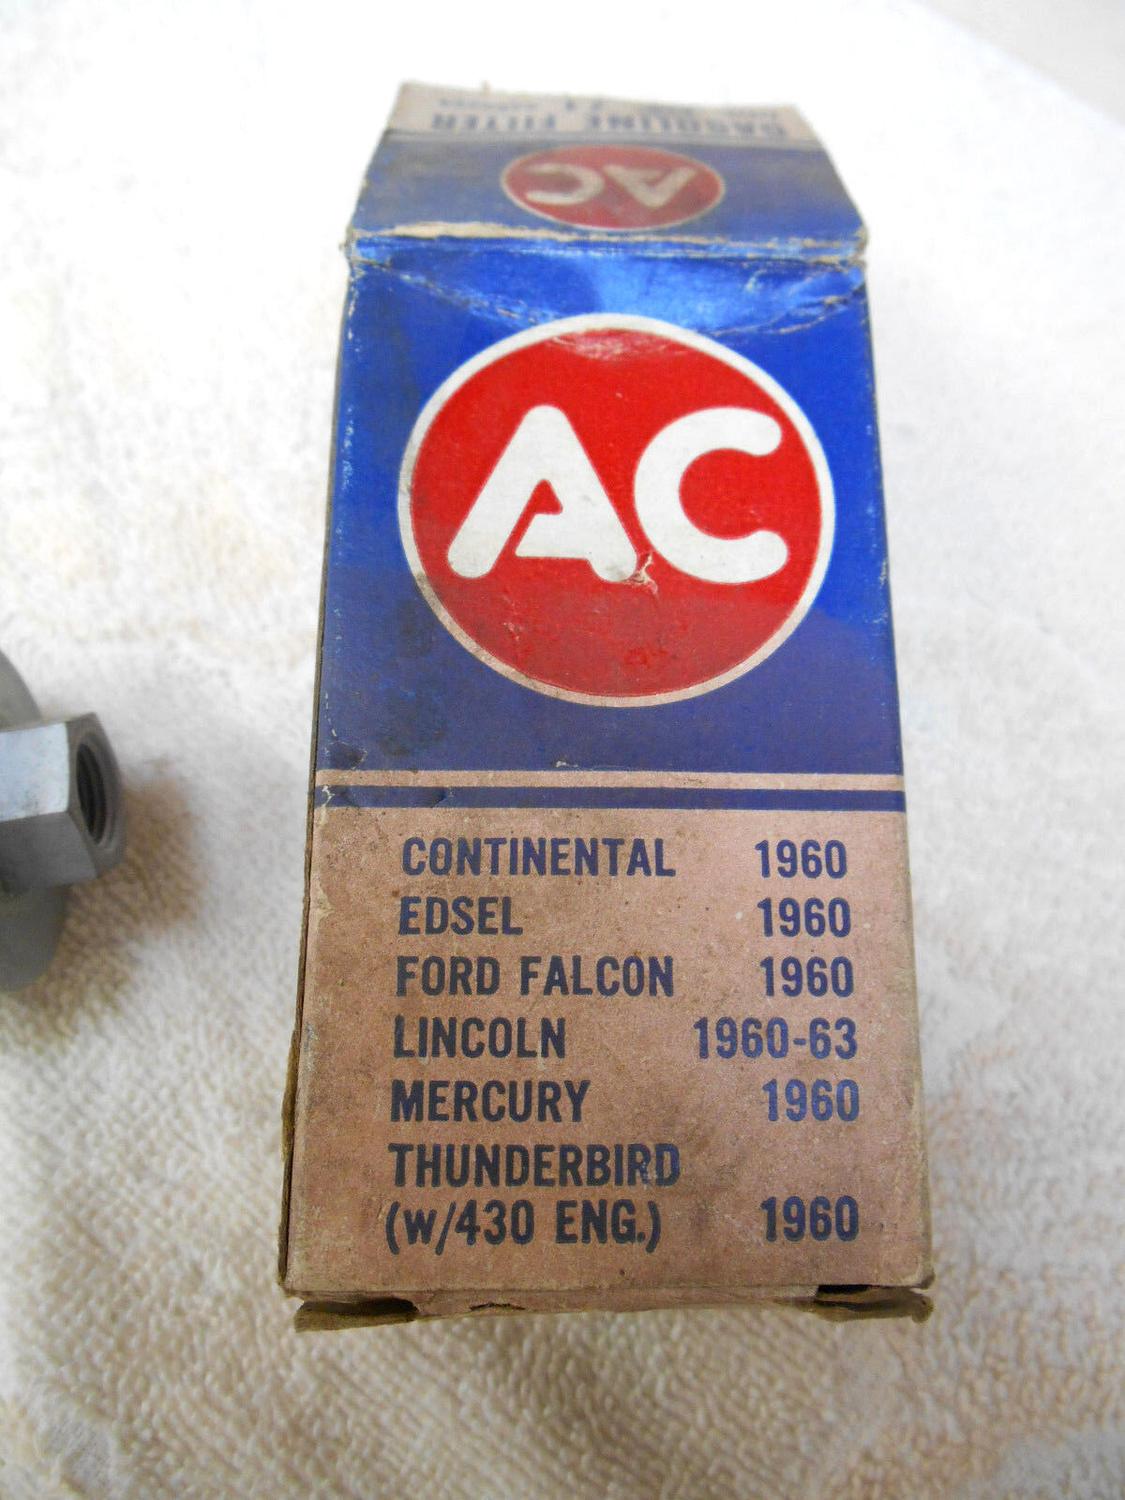 GASOLINE FILTER
AC
AC
CONTINENTAL 1960
EDSEL 1960
FORD FALCON 1960
LINCOLN 1960-63
MERCURY 1960
THUNDERBIRD
(w/430 ENG.) 1960